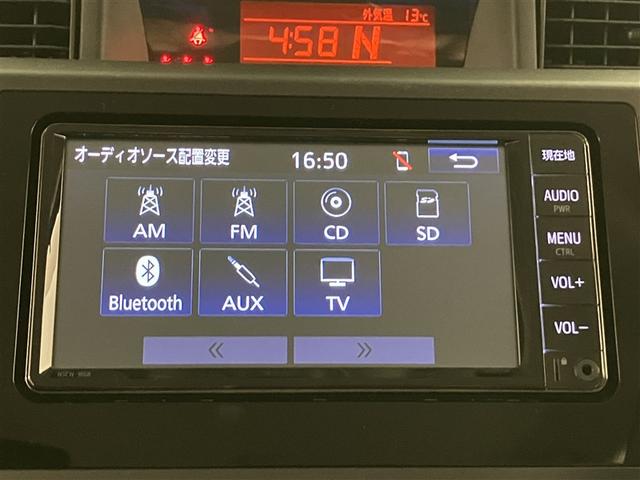 外気温 13℃
4:58 N
オーディオソース配置変更 16:50
AM FM CD SD
Bluetooth AUX TV
« »
現在地
AUDIO
PWR
MENU
CTRL
VOL+
VOL−